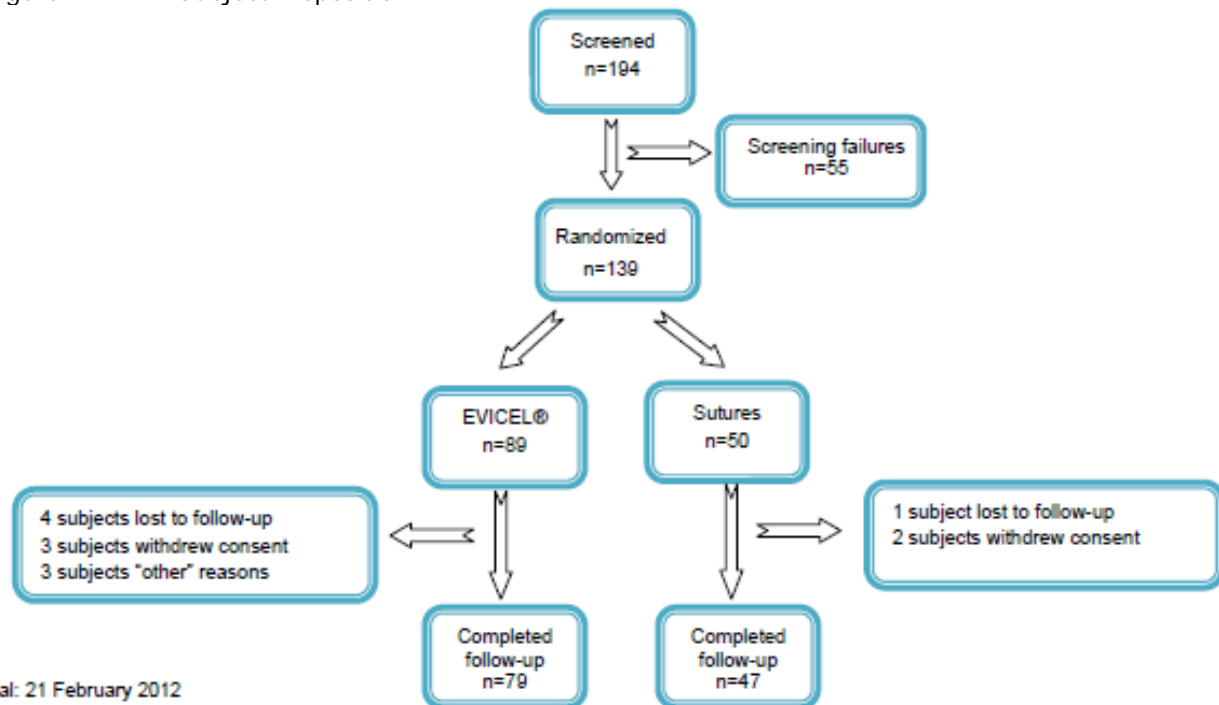 Screened
n=194
Screening failures
n=55
Randomized
n=139
EVICEL®
n=89
Sutures
n=50
4 subjects lost to follow-up
3 subjects withdrew consent
3 subjects "other" reasons
1 subject lost to follow-up
2 subjects withdrew consent
Completed
follow-up
n=79
Completed
follow-up
n=47
al: 21 February 2012